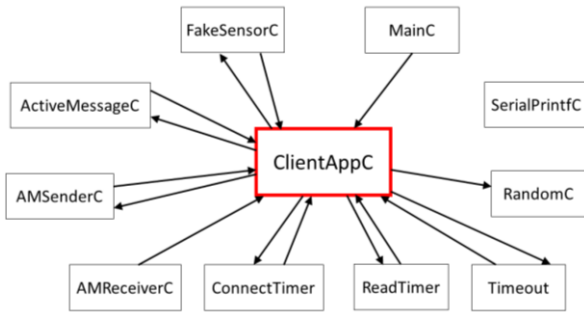 FakeSensorC
MainC
ActiveMessageC
SerialPrintfC
ClientAppC
AMSenderC
RandomC
AMReceiverC
ConnectTimer
ReadTimer
Timeout